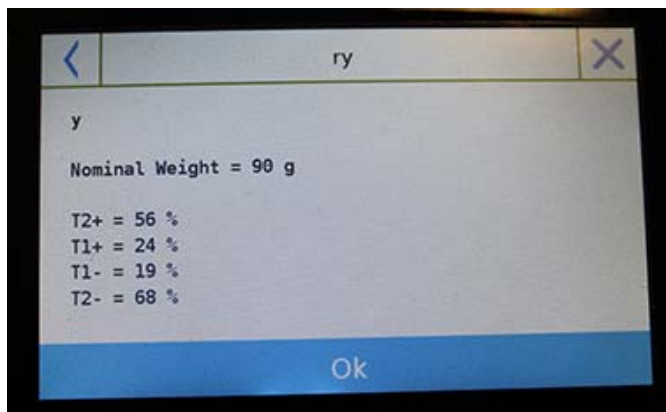 ry
y
Nominal Weight = 90 g
T2+ = 56 %
T1+ = 24 %
T1- = 19 %
T2- = 68 %
Ok